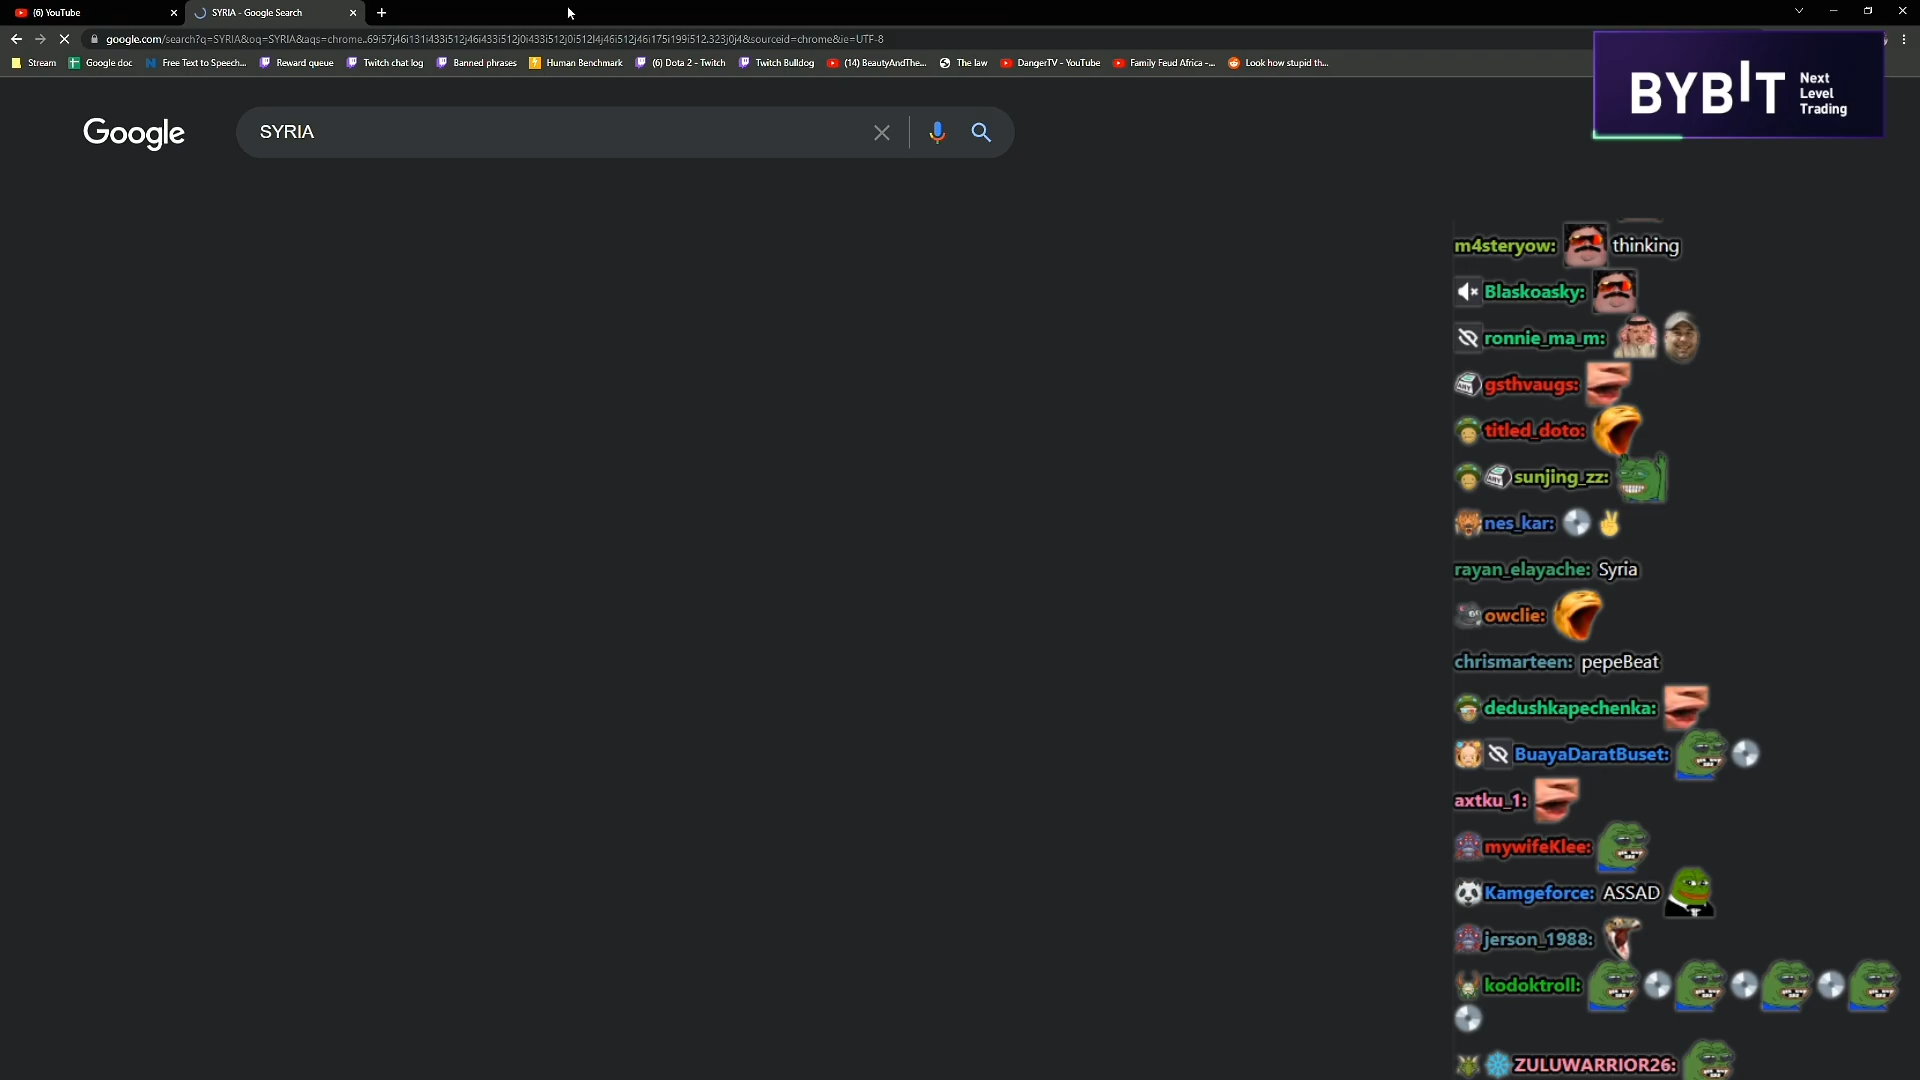 (6) YouTube
SYRIA - Google Search
google.com/search?q=SYRIA&oq=SYRIA&aqs=chrome..69i57j46i131i433i512j46i433i512j0i433i512j0i512l4j46i512j46i175i199i512.323j0j4&sourceid=chrome&ie=UTF-8
Stream
Google doc
Free Text to Speech...
Reward queue
Twitch chat log
Banned phrases
Human Benchmark
(6) Dota 2 - Twitch
Twitch Bulldog
(14) BeautyAndThe...
The law
DangerTV - YouTube
Family Feud Africa -...
Look how stupid th...
BYBIT
Next
Level
Trading
Google
SYRIA
m4steryow: thinking
Blaskoasky:
ronnie_ma_m:
gsthvaugs:
titled_doto:
sunjing_zz:
nes_kar:
rayan_elayache: Syria
owclie:
chrismarteen: pepeBeat
dedushkapechenka:
BuayaDaratBuset:
axtku_1:
mywifeKlee:
Kamgeforce: ASSAD
jerson_1988:
kodoktroll:
ZULUWARRIOR26: